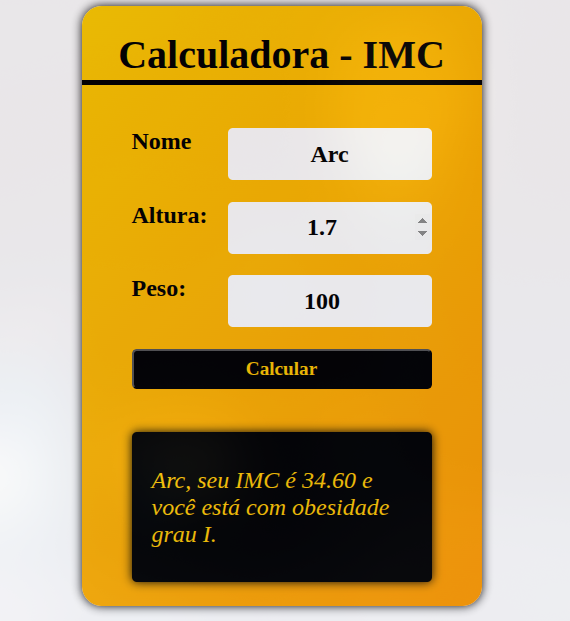 Calculadora - IMC
Nome
Arc
Altura:
1.7
Peso:
100
Calcular
Arc, seu IMC é 34.60 e
você está com obesidade
grau I.